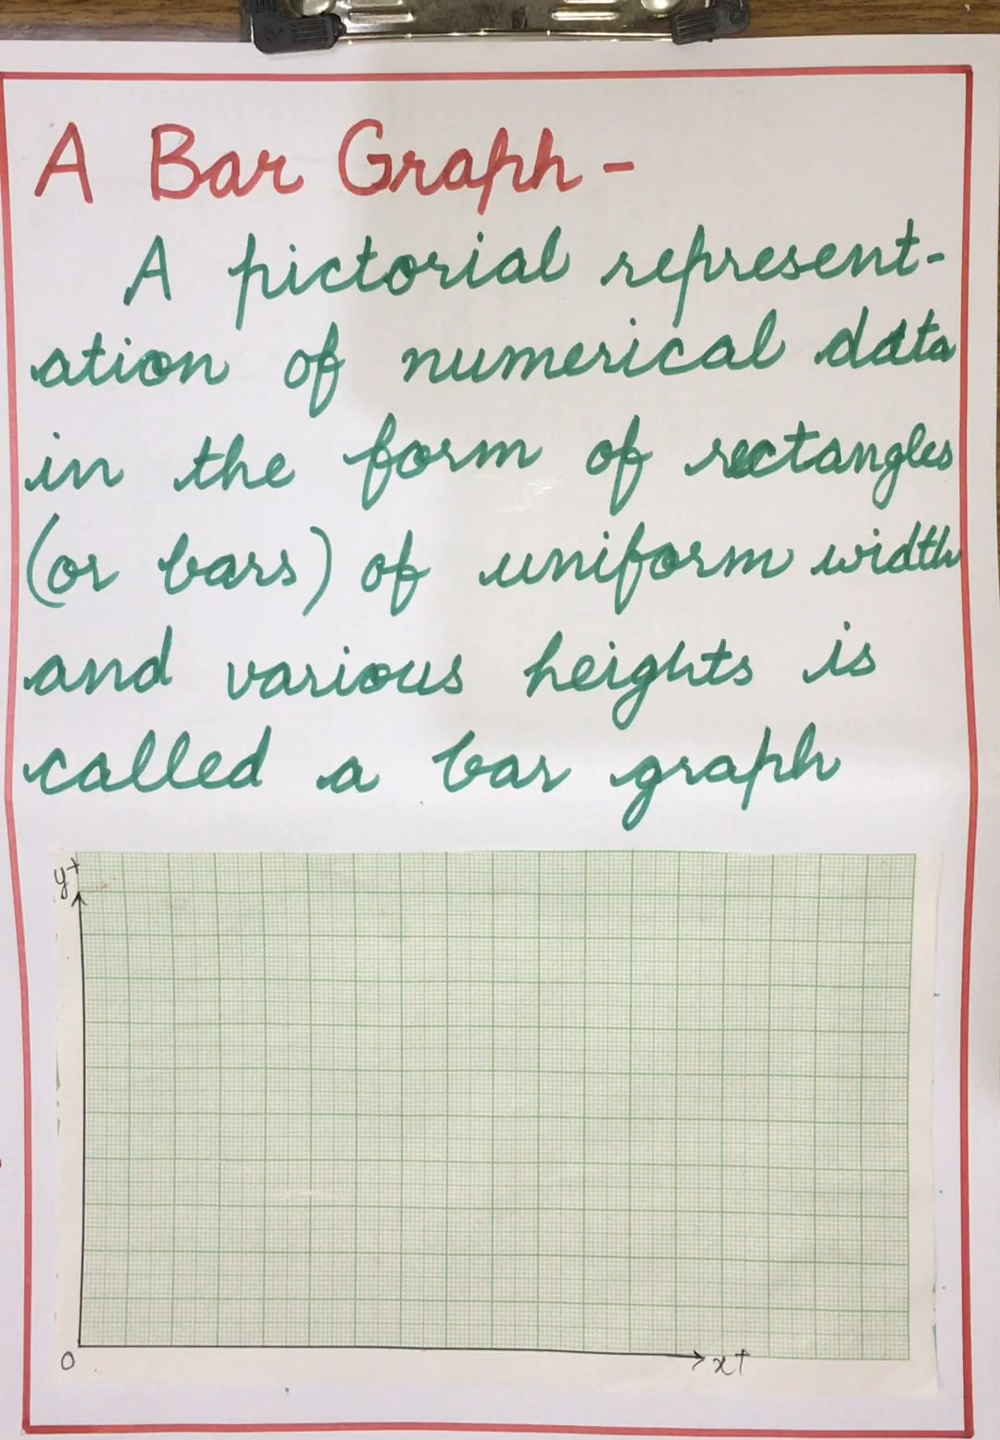 A Bar Graph -
A pictorial represent-
ation of numerical data
in the form of rectangles
(or bars) of uniform width
and various heights is
called a bar graph
y+
0
x+